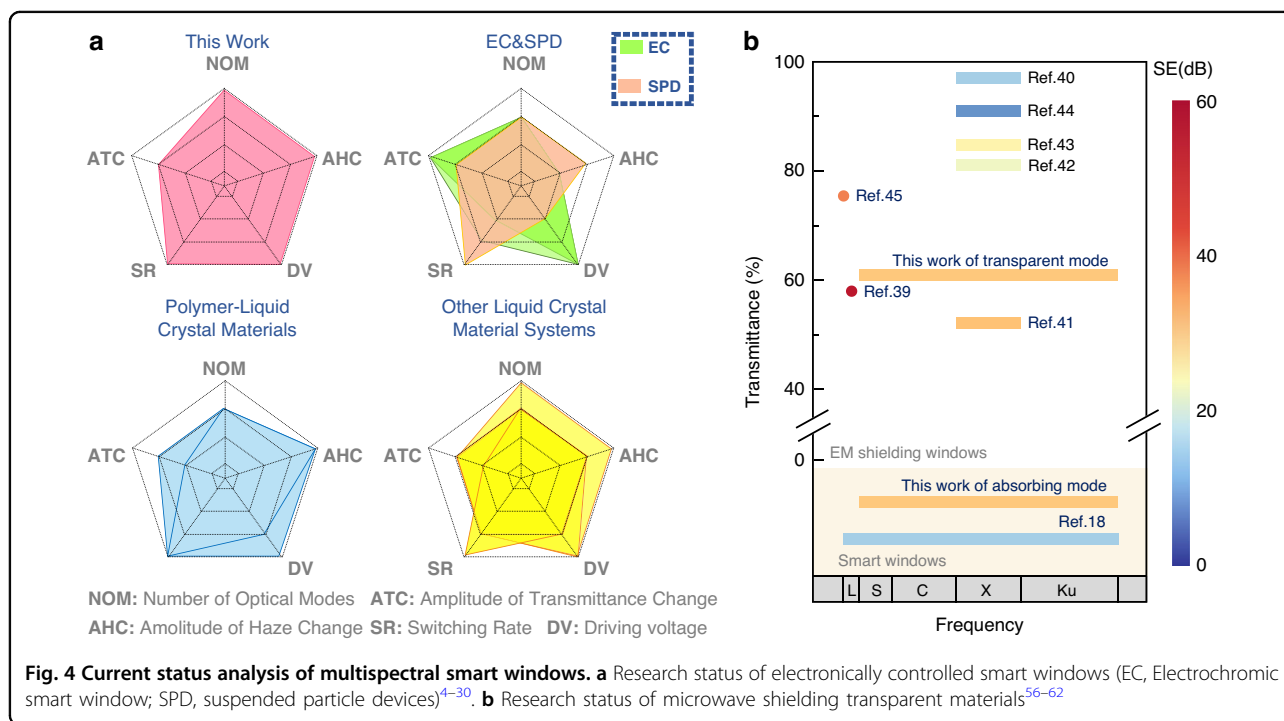 a
This Work
NOM
ATC
AHC
SR
DV
EC&SPD
EC
SPD
NOM
ATC
AHC
SR
DV
Polymer-Liquid
Crystal Materials
NOM
ATC
AHC
SR
DV
Other Liquid Crystal
Material Systems
NOM
ATC
AHC
SR
DV
NOM: Number of Optical Modes ATC: Amplitude of Transmittance Change
AHC: Amolitude of Haze Change SR: Switching Rate DV: Driving voltage
b
SE(dB)
60
40
20
0
Transmittance (%)
100
80
60
40
0
Ref.40
Ref.44
Ref.43
Ref.42
Ref.45
This work of transparent mode
Ref.39
Ref.41
EM shielding windows
This work of absorbing mode
Ref.18
Smart windows
L S C X Ku
Frequency
Fig. 4 Current status analysis of multispectral smart windows. a Research status of electronically controlled smart windows (EC, Electrochromic
smart window; SPD, suspended particle devices)4–30. b Research status of microwave shielding transparent materials56–62